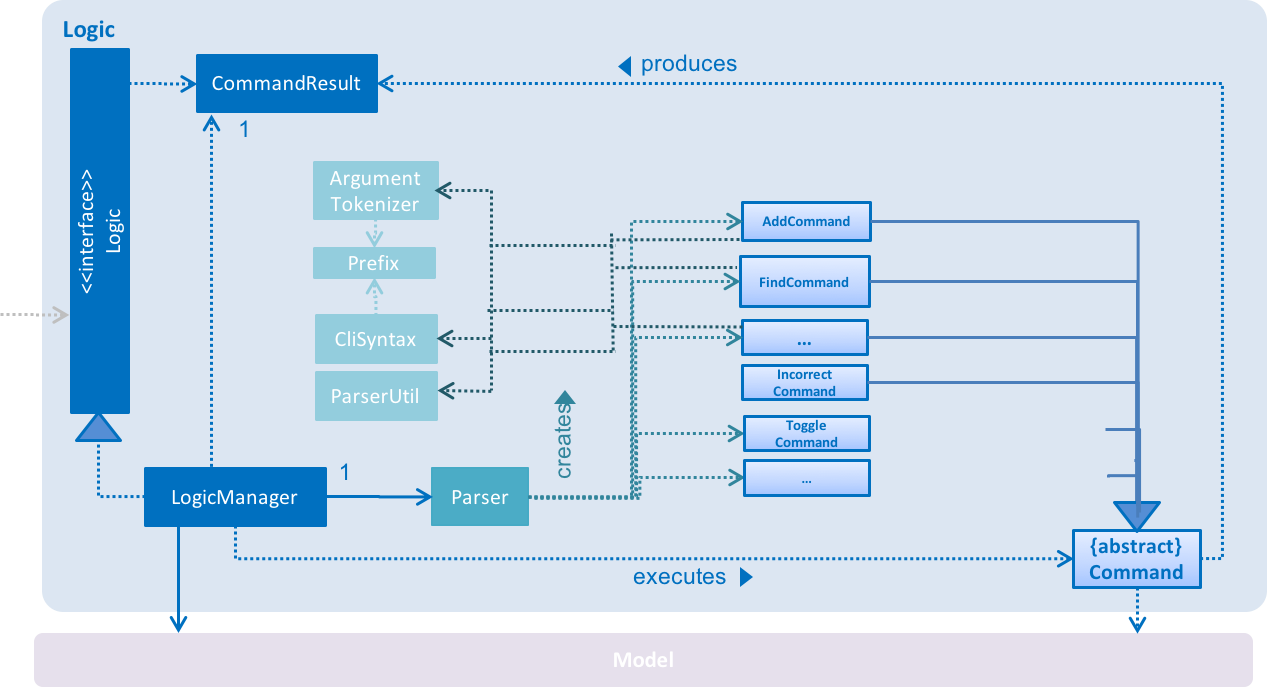 Logic
<<interface>>
Logic
CommandResult
produces
1
Argument
Tokenizer
Prefix
CliSyntax
ParserUtil
AddCommand
FindCommand
...
Incorrect
Command
Toggle
Command
...
creates
LogicManager
1
Parser
{abstract}
Command
executes
Model